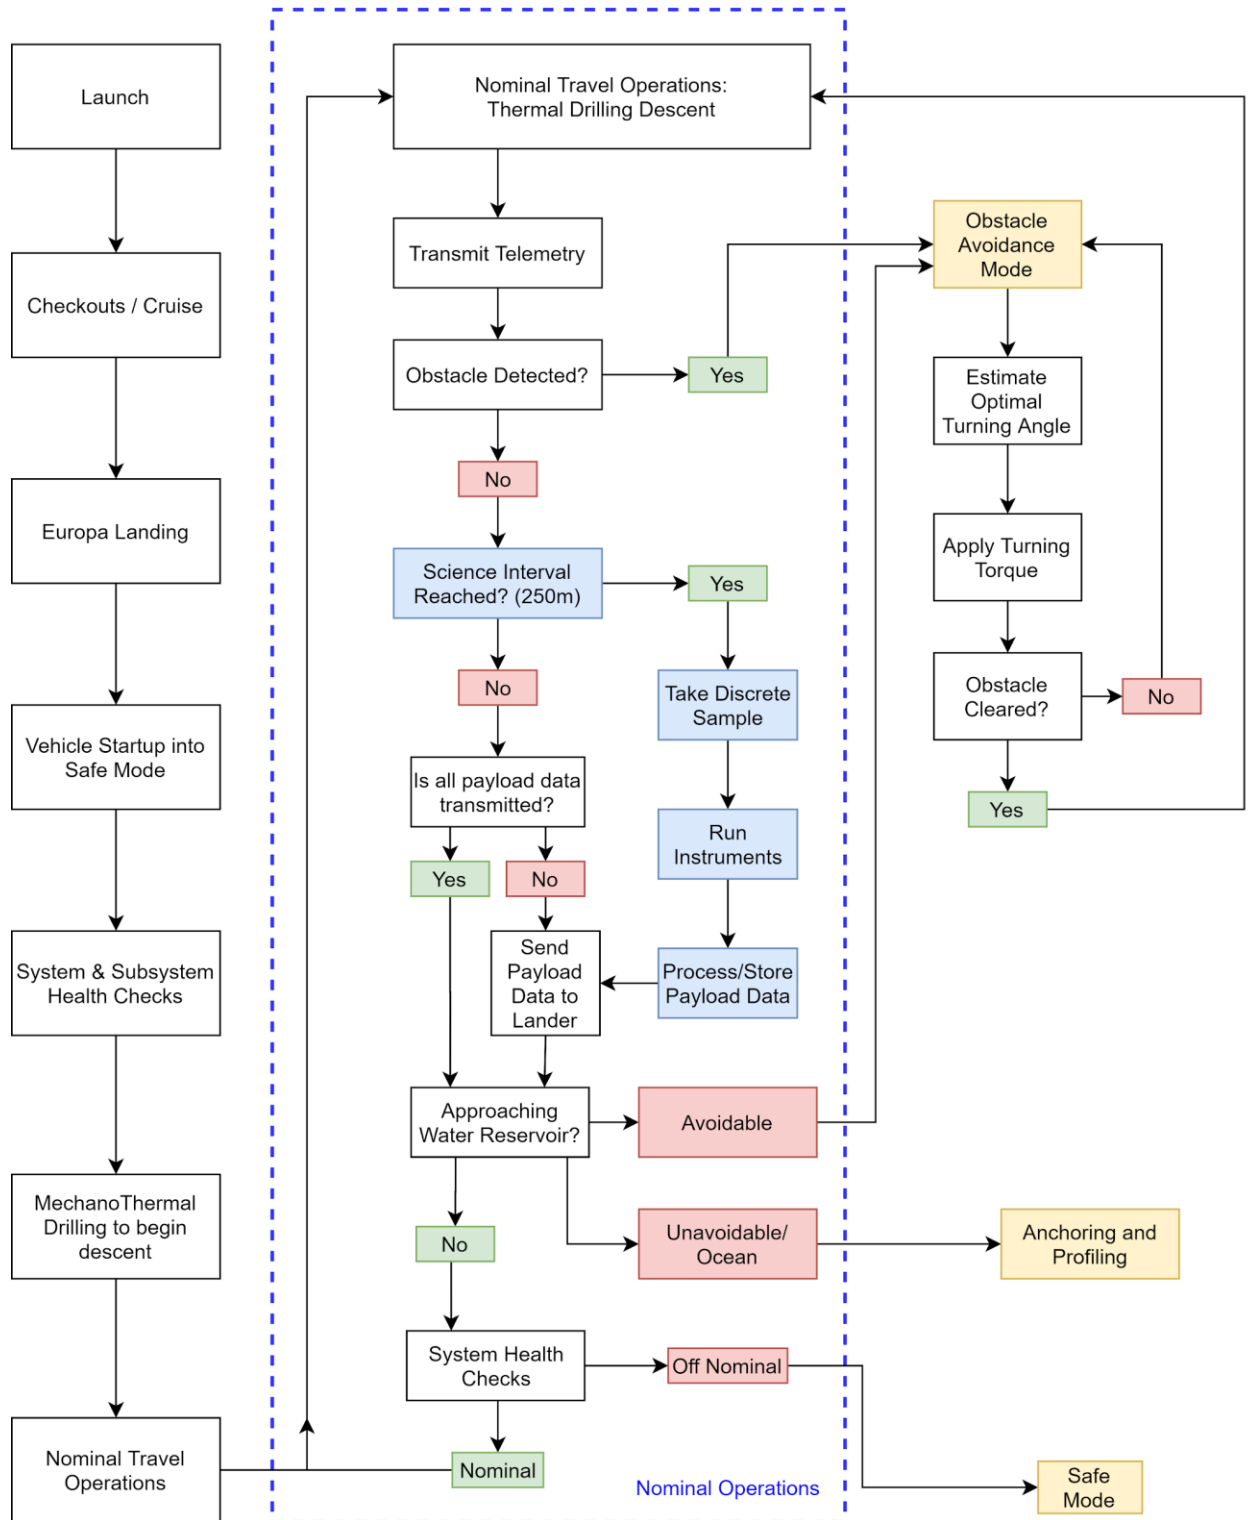 Launch
Checkouts / Cruise
Europa Landing
Vehicle Startup into
Safe Mode
System & Subsystem
Health Checks
MechanoThermal
Drilling to begin
descent
Nominal Travel
Operations
Nominal Travel Operations:
Thermal Drilling Descent
Transmit Telemetry
Obstacle Detected?
Yes
No
Science Interval
Reached? (250m)
Yes
No
Take Discrete
Sample
Is all payload data
transmitted?
Run
Instruments
Yes
No
Send
Payload
Data to
Lander
Process/Store
Payload Data
Approaching
Water Reservoir?
Avoidable
No
Unavoidable/
Ocean
System Health
Checks
Off Nominal
Nominal
Nominal Operations
Obstacle
Avoidance
Mode
Estimate
Optimal
Turning Angle
Apply Turning
Torque
Obstacle
Cleared?
No
Yes
Anchoring and
Profiling
Safe
Mode